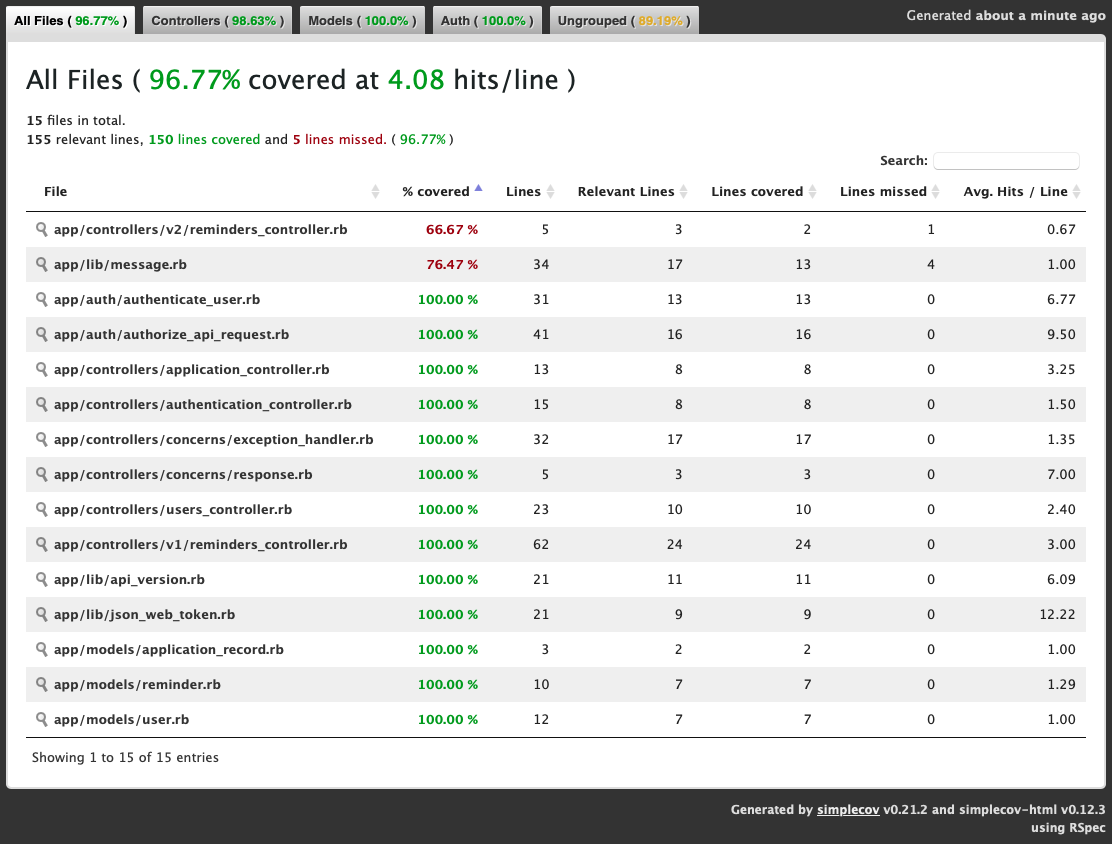 All Files ( 96.77% ) Controllers ( 98.63% ) Models ( 100.0% ) Auth ( 100.0% ) Ungrouped ( 89.19% ) Generated about a minute ago
All Files ( 96.77% covered at 4.08 hits/line )
15 files in total.
155 relevant lines, 150 lines covered and 5 lines missed. ( 96.77% )
Search:
File % covered Lines Relevant Lines Lines covered Lines missed Avg. Hits / Line
app/controllers/v2/reminders_controller.rb 66.67 % 5 3 2 1 0.67
app/lib/message.rb 76.47 % 34 17 13 4 1.00
app/auth/authenticate_user.rb 100.00 % 31 13 13 0 6.77
app/auth/authorize_api_request.rb 100.00 % 41 16 16 0 9.50
app/controllers/application_controller.rb 100.00 % 13 8 8 0 3.25
app/controllers/authentication_controller.rb 100.00 % 15 8 8 0 1.50
app/controllers/concerns/exception_handler.rb 100.00 % 32 17 17 0 1.35
app/controllers/concerns/response.rb 100.00 % 5 3 3 0 7.00
app/controllers/users_controller.rb 100.00 % 23 10 10 0 2.40
app/controllers/v1/reminders_controller.rb 100.00 % 62 24 24 0 3.00
app/lib/api_version.rb 100.00 % 21 11 11 0 6.09
app/lib/json_web_token.rb 100.00 % 21 9 9 0 12.22
app/models/application_record.rb 100.00 % 3 2 2 0 1.00
app/models/reminder.rb 100.00 % 10 7 7 0 1.29
app/models/user.rb 100.00 % 12 7 7 0 1.00
Showing 1 to 15 of 15 entries
Generated by simplecov v0.21.2 and simplecov-html v0.12.3
using RSpec